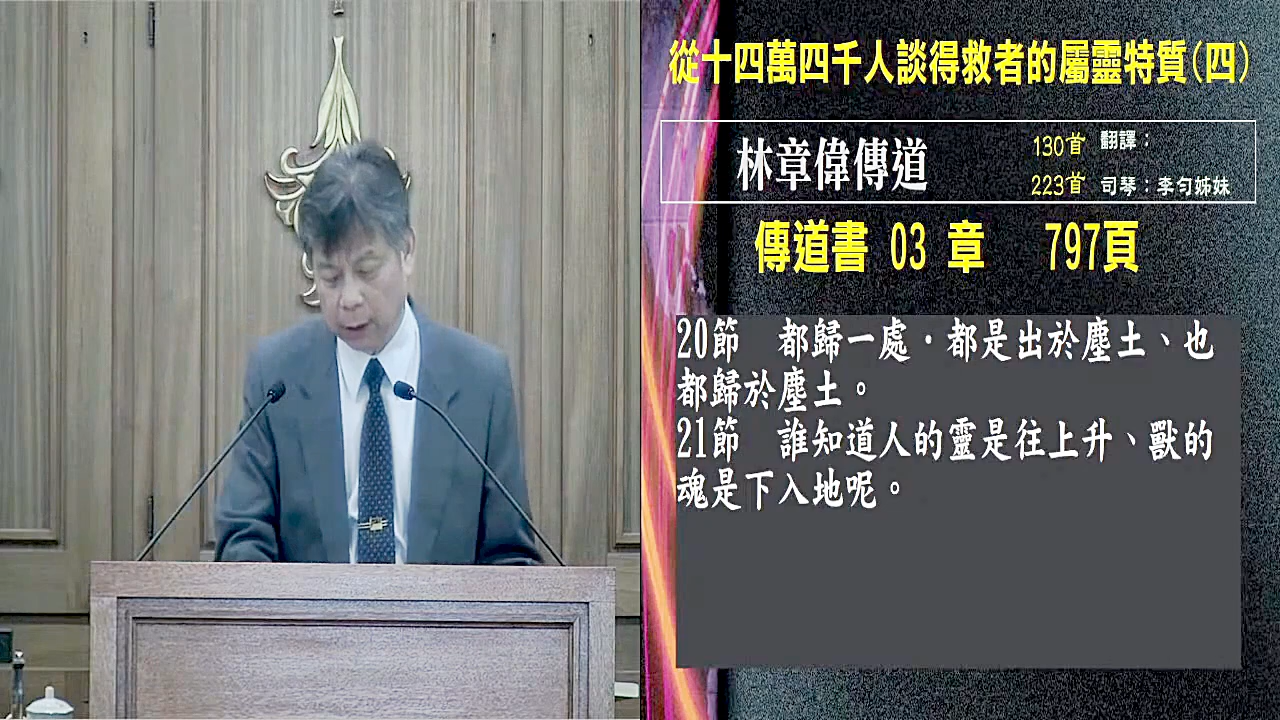 從十四萬四千人談得救者的屬靈特質(四)
林章偉傳道
130首 翻譯：
223首 司琴：李勻姊妹
傳道書 03 章 797頁
20節 都歸一處．都是出於塵土、也
都歸於塵土。
21節 誰知道人的靈是往上升、獸的
魂是下入地呢。